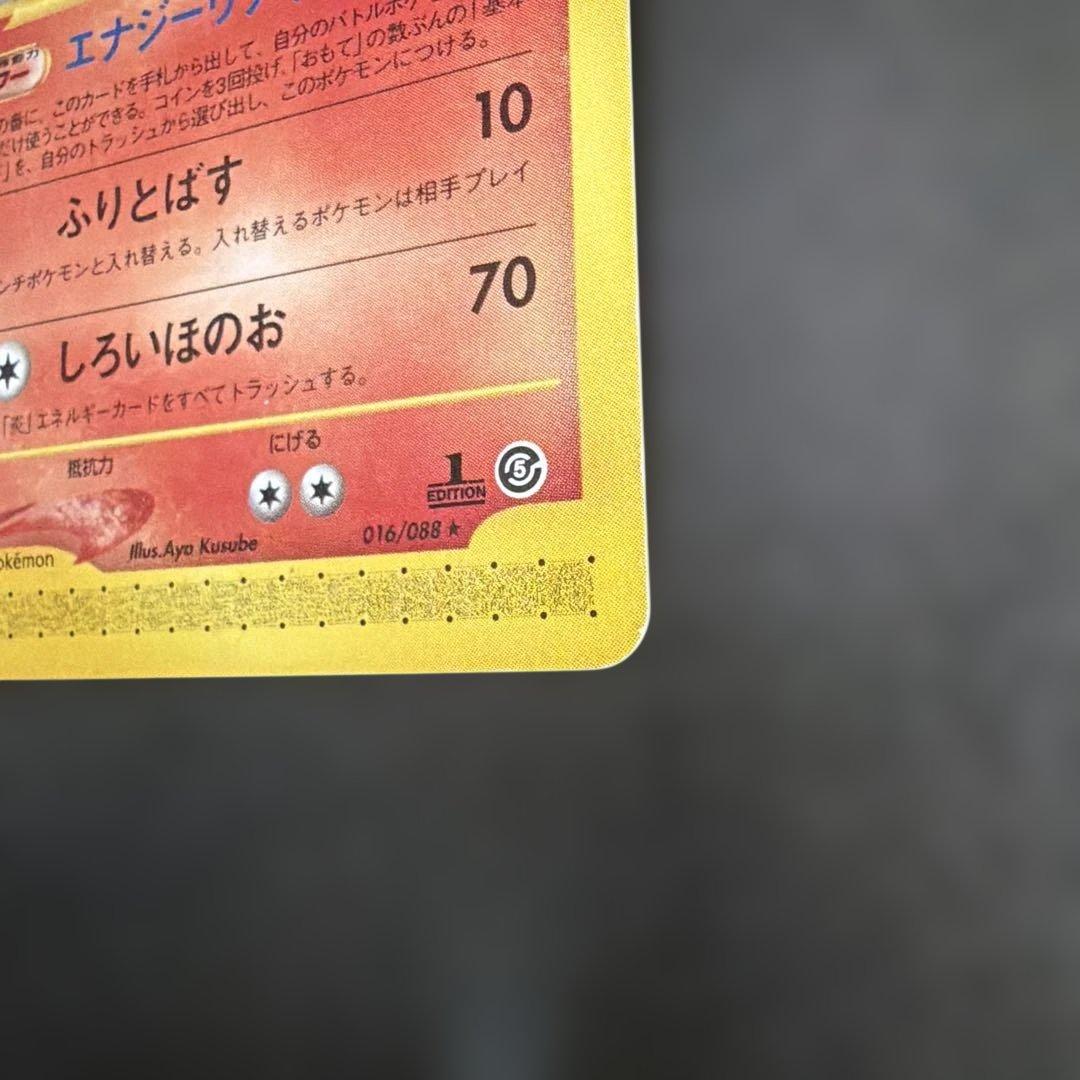 エナジーリ
の番に、このカードを手札から出して、自分のバトルポケ
だけ使うことができる。コインを3回投げ、「おもて」の数ぶんの「基本
」を、自分のトラッシュから選び出し、このポケモンにつける。
ふりとばす 10
ンチポケモンと入れ替える。入れ替えるポケモンは相手プレイ
しろいほのお 70
「炎」エネルギーカードをすべてトラッシュする。
抵抗力 にげる
1 EDITION 5
016/088 ★
okémon Illus.Ayo Kusube